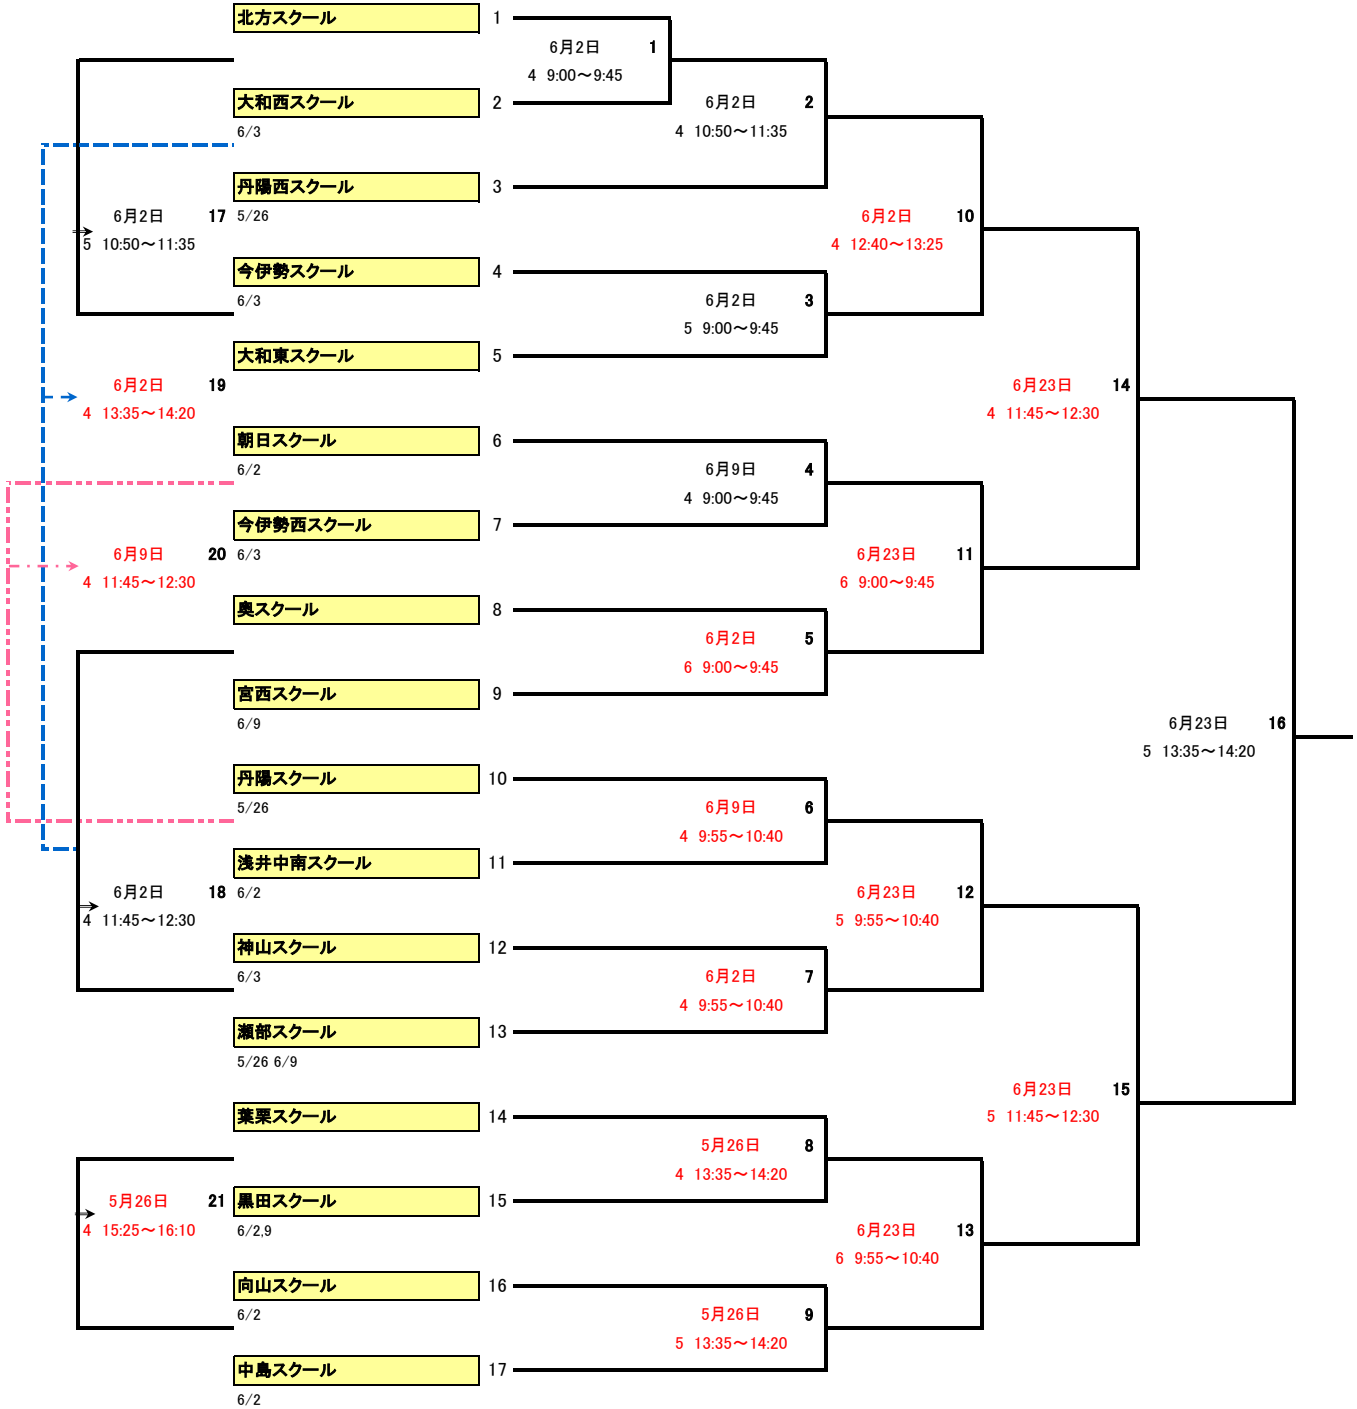 北方スクール 1
6月2日 1
4 9:00～9:45
大和西スクール 2
6月2日 2
6/3
4 10:50～11:35
丹陽西スクール 3
6月2日 17
5/26
6月2日 10
5 10:50～11:35
4 12:40～13:25
今伊勢スクール 4
6/3
6月2日 3
5 9:00～9:45
大和東スクール 5
6月2日 19
6月23日 14
4 13:35～14:20
4 11:45～12:30
朝日スクール 6
6/2
6月9日 4
4 9:00～9:45
今伊勢西スクール 7
6月9日 20
6/3
6月23日 11
4 11:45～12:30
6 9:00～9:45
奥スクール 8
6月2日 5
6 9:00～9:45
宮西スクール 9
6/9
6月23日 16
5 13:35～14:20
丹陽スクール 10
5/26
6月9日 6
4 9:55～10:40
浅井中南スクール 11
6月2日 18
6/2
6月23日 12
4 11:45～12:30
5 9:55～10:40
神山スクール 12
6/3
6月2日 7
4 9:55～10:40
瀬部スクール 13
5/26 6/9
6月23日 15
5 11:45～12:30
葉栗スクール 14
5月26日 8
4 13:35～14:20
5月26日 21
黒田スクール 15
4 15:25～16:10
6/2,9
6月23日 13
6 9:55～10:40
向山スクール 16
6/2
5月26日 9
5 13:35～14:20
中島スクール 17
6/2